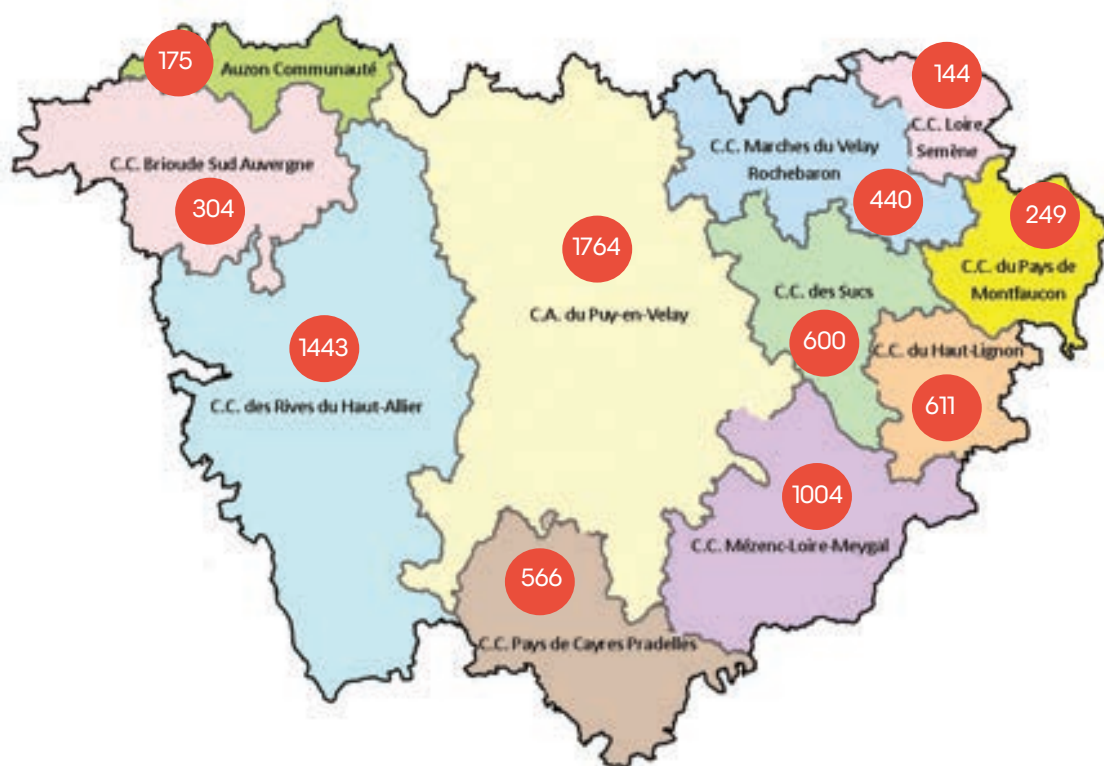 175
Auzon Communauté
144
C.C. Loire
Semène
C.C. Brioude Sud Auvergne
304
C.C. Marches du Velay
Rochebaron
440
249
C.C. du Pays de
Montfaucon
1764
C.A. du Puy-en-Velay
C.C. des Sucs
600
C.C. du Haut-Lignon
611
1443
C.C. des Rives du Haut-Allier
1004
C.C. Mézenc-Loire-Meygal
566
C.C. Pays de Cayres Pradelles